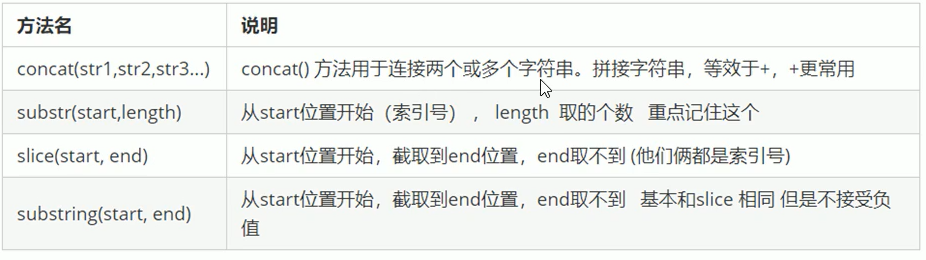 方法名 说明
concat(str1,str2,str3...) concat() 方法用于连接两个或多个字符串。拼接字符串，等效于+，+更常用
substr(start,length) 从start位置开始（索引号），length 取的个数 重点记住这个
slice(start, end) 从start位置开始，截取到end位置，end取不到 (他们俩都是索引号)
substring(start, end) 从start位置开始，截取到end位置，end取不到 基本和slice 相同 但是不接受负
值